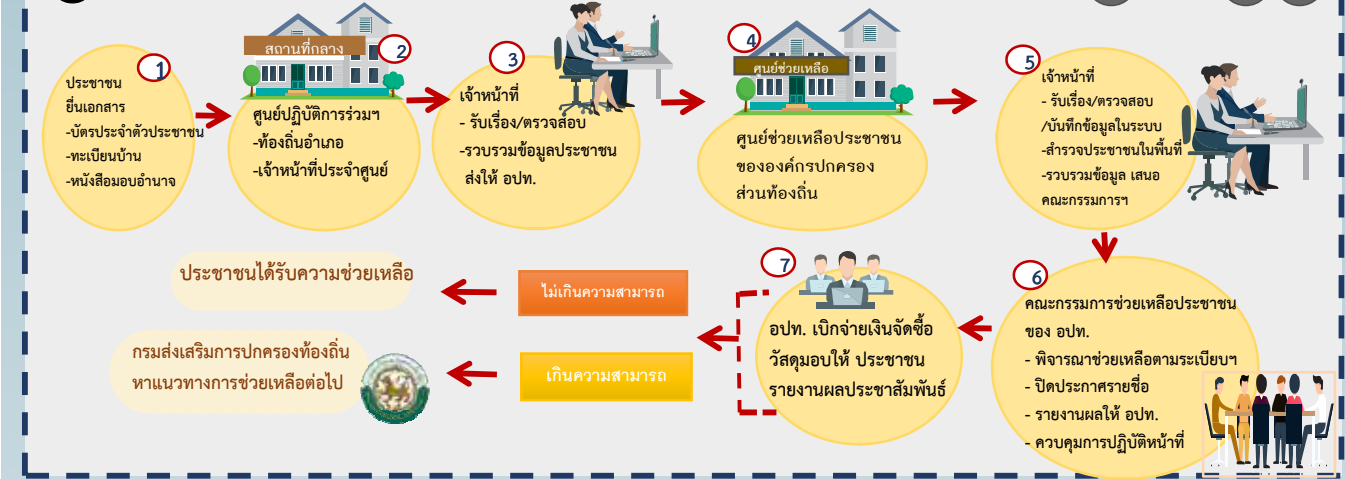 1
ประชาชน
ยื่นเอกสาร
-บัตรประจำตัวประชาชน
-ทะเบียนบ้าน
-หนังสือมอบอำนาจ
สถานที่กลาง
2
ศูนย์ปฏิบัติการร่วมฯ
-ท้องถิ่นอำเภอ
-เจ้าหน้าที่ประจำศูนย์
3
เจ้าหน้าที่
- รับเรื่อง/ตรวจสอบ
-รวบรวมข้อมูลประชาชน
ส่งให้ อปท.
4
ศูนย์ช่วยเหลือ
ศูนย์ช่วยเหลือประชาชน
ขององค์กรปกครอง
ส่วนท้องถิ่น
5
เจ้าหน้าที่
- รับเรื่อง/ตรวจสอบ
/บันทึกข้อมูลในระบบ
-สำรวจประชาชนในพื้นที่
-รวบรวมข้อมูล เสนอ
คณะกรรมการฯ
6
คณะกรรมการช่วยเหลือประชาชน
ของ อปท.
- พิจารณาช่วยเหลือตามระเบียบฯ
- ปิดประกาศรายชื่อ
- รายงานผลให้ อปท.
- ควบคุมการปฏิบัติหน้าที่
7
อปท. เบิกจ่ายเงินจัดซื้อ
วัสดุมอบให้ ประชาชน
รายงานผลประชาสัมพันธ์
ไม่เกินความสามารถ
ประชาชนได้รับความช่วยเหลือ
เกินความสามารถ
กรมส่งเสริมการปกครองท้องถิ่น
หาแนวทางการช่วยเหลือต่อไป